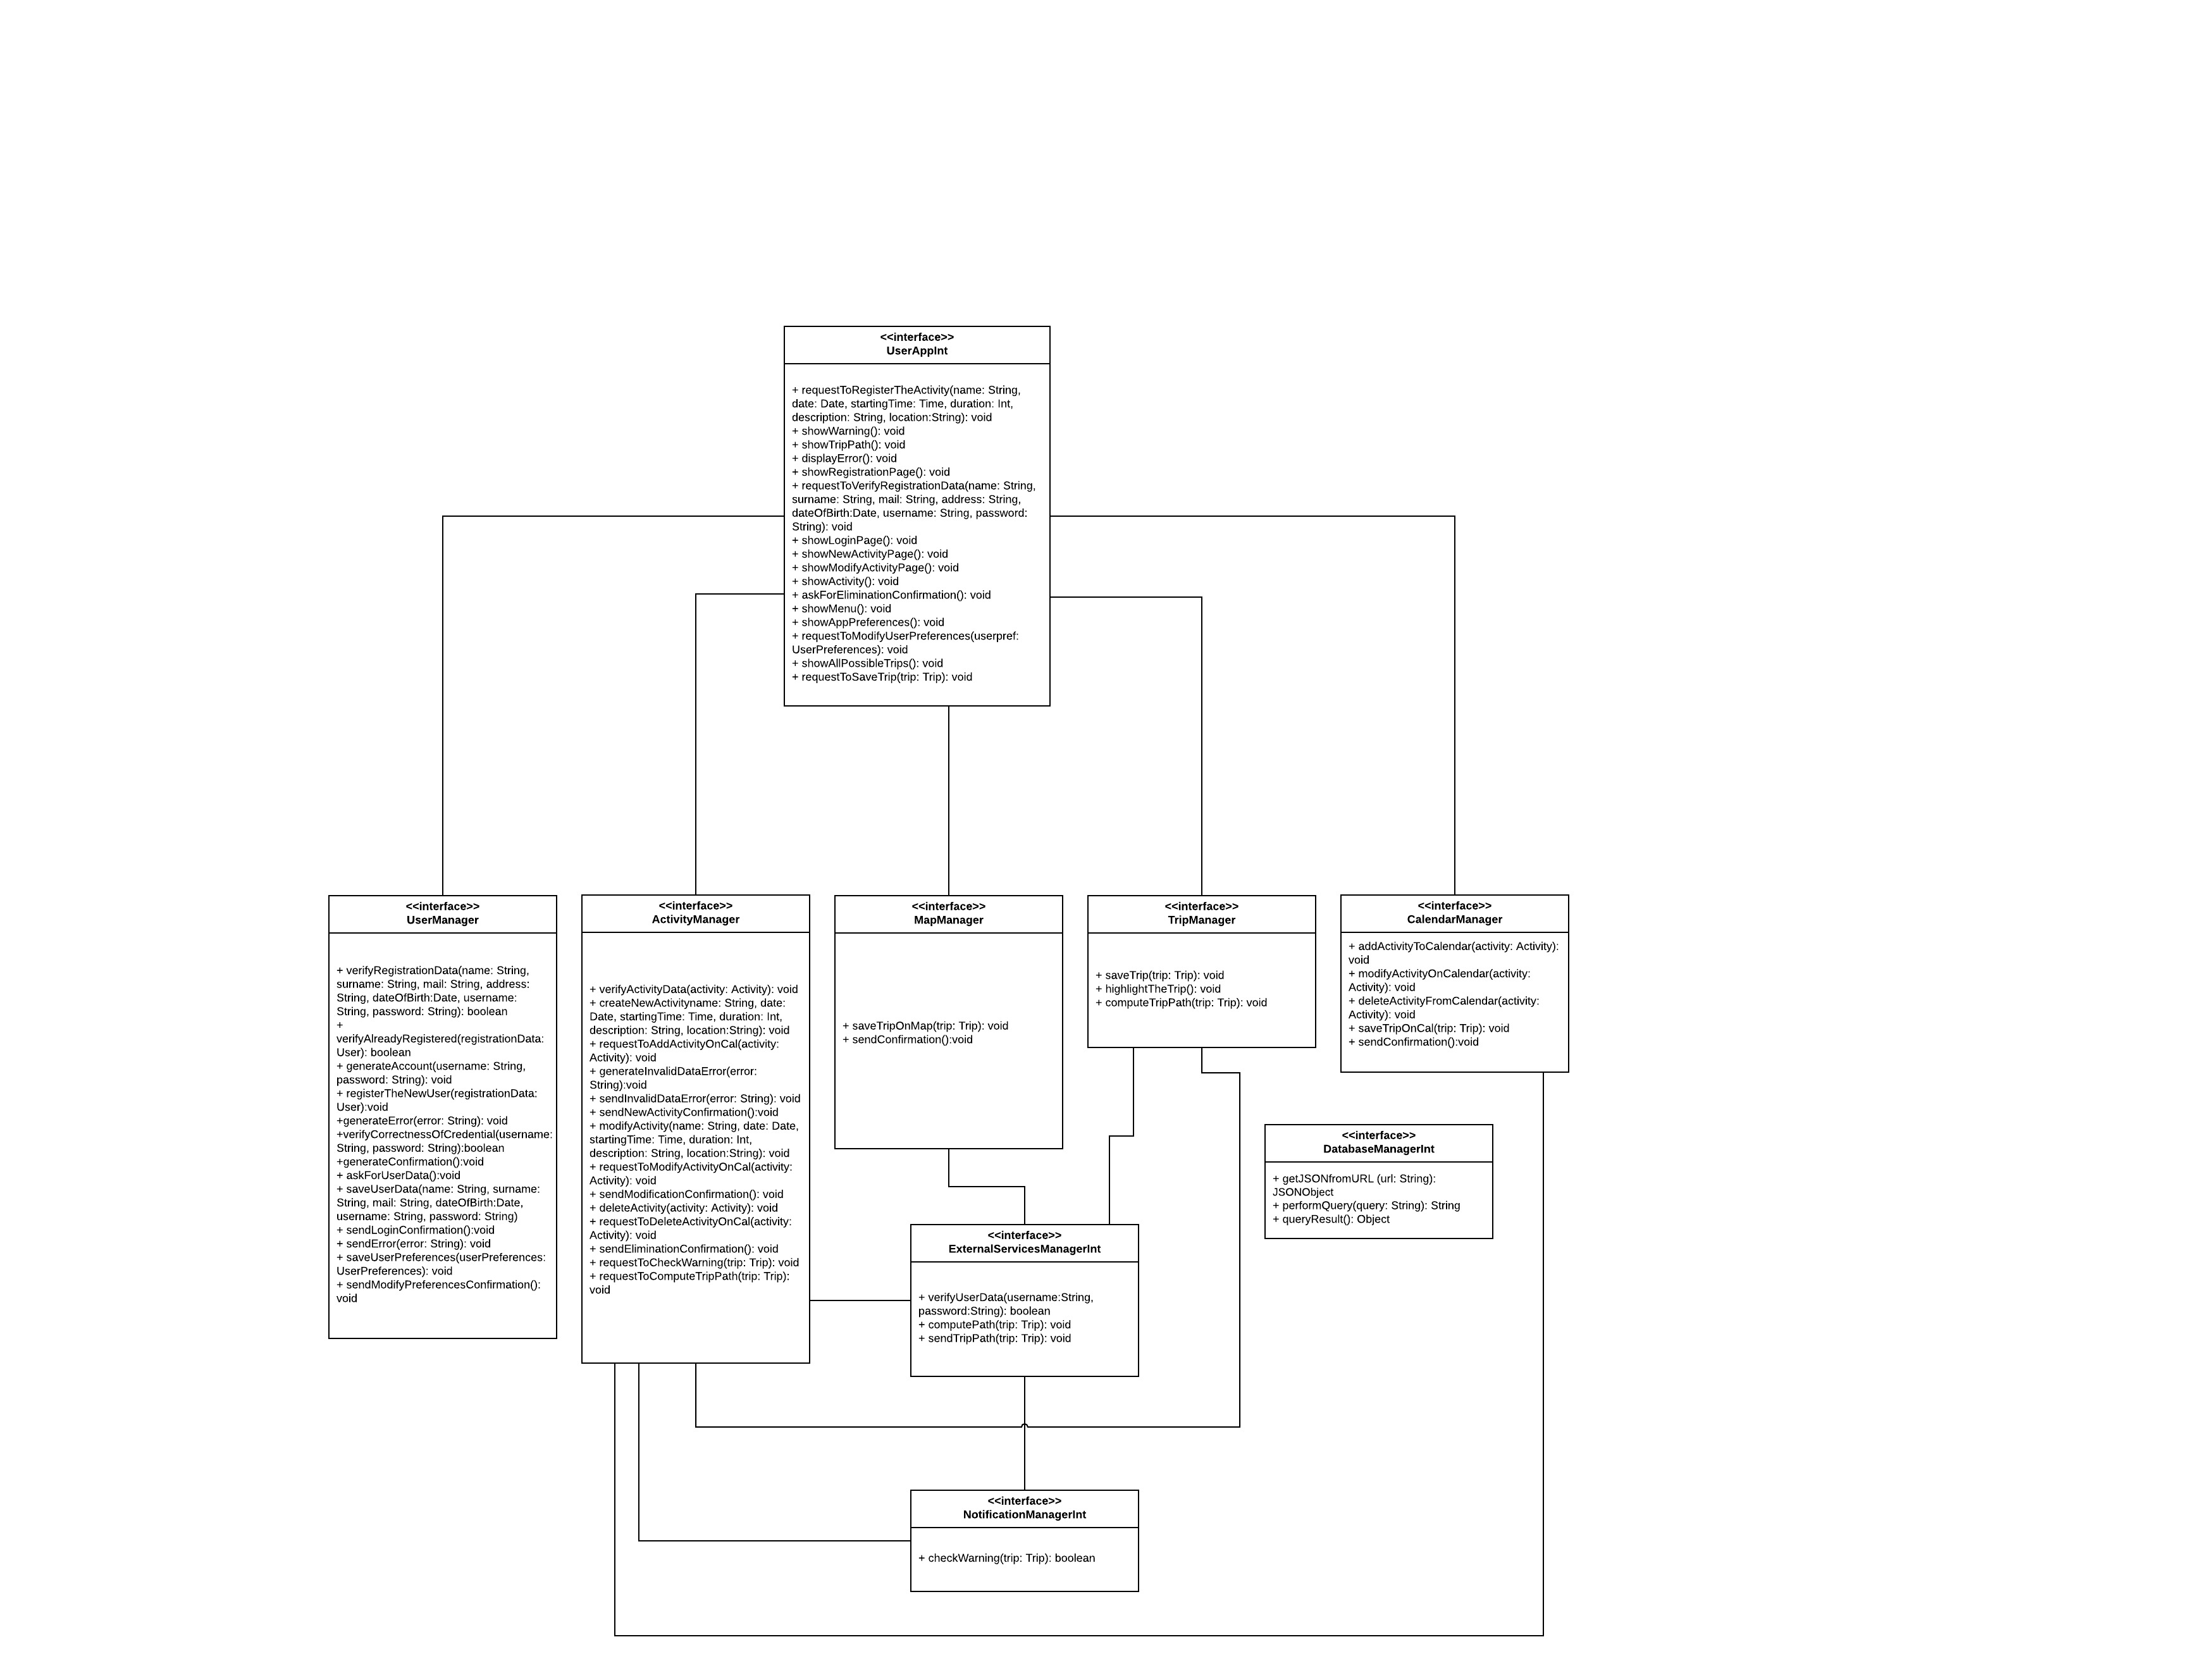 <<interface>>
UserAppInt
+ requestToRegisterTheActivity(name: String,
date: Date, startingTime: Time, duration: Int,
description: String, location:String): void
+ showWarning(): void
+ showTripPath(): void
+ displayError(): void
+ showRegistrationPage(): void
+ requestToVerifyRegistrationData(name: String,
surname: String, mail: String, address: String,
dateOfBirth:Date, username: String, password:
String): void
+ showLoginPage(): void
+ showNewActivityPage(): void
+ showModifyActivityPage(): void
+ showActivity(): void
+ askForEliminationConfirmation(): void
+ showMenu(): void
+ showAppPreferences(): void
+ requestToModifyUserPreferences(userpref:
UserPreferences): void
+ showAllPossibleTrips(): void
+ requestToSaveTrip(trip: Trip): void
<<interface>>
UserManager
+ verifyRegistrationData(name: String,
surname: String, mail: String, address:
String, dateOfBirth:Date, username:
String, password: String): boolean
+
verifyAlreadyRegistered(registrationData:
User): boolean
+ generateAccount(username: String,
password: String): void
+ registerTheNewUser(registrationData:
User):void
+generateError(error: String): void
+verifyCorrectnessOfCredential(username:
String, password: String):boolean
+generateConfirmation():void
+ askForUserData():void
+ saveUserData(name: String, surname:
String, mail: String, dateOfBirth:Date,
username: String, password: String)
+ sendLoginConfirmation():void
+ sendError(error: String): void
+ saveUserPreferences(userPreferences:
UserPreferences): void
+ sendModifyPreferencesConfirmation():
void
<<interface>>
ActivityManager
+ verifyActivityData(activity: Activity): void
+ createNewActivityname: String, date:
Date, startingTime: Time, duration: Int,
description: String, location:String): void
+ requestToAddActivityOnCal(activity:
Activity): void
+ generateInvalidDataError(error:
String):void
+ sendInvalidDataError(error: String): void
+ sendNewActivityConfirmation():void
+ modifyActivity(name: String, date: Date,
startingTime: Time, duration: Int,
description: String, location:String): void
+ requestToModifyActivityOnCal(activity:
Activity): void
+ sendModificationConfirmation(): void
+ deleteActivity(activity: Activity): void
+ requestToDeleteActivityOnCal(activity:
Activity): void
+ sendEliminationConfirmation(): void
+ requestToCheckWarning(trip: Trip): void
+ requestToComputeTripPath(trip: Trip):
void
<<interface>>
MapManager
+ saveTripOnMap(trip: Trip): void
+ sendConfirmation():void
<<interface>>
TripManager
+ saveTrip(trip: Trip): void
+ highlightTheTrip(): void
+ computeTripPath(trip: Trip): void
<<interface>>
CalendarManager
+ addActivityToCalendar(activity: Activity):
void
+ modifyActivityOnCalendar(activity:
Activity): void
+ deleteActivityFromCalendar(activity:
Activity): void
+ saveTripOnCal(trip: Trip): void
+ sendConfirmation():void
<<interface>>
DatabaseManagerInt
+ getJSONfromURL (url: String):
JSONObject
+ performQuery(query: String): String
+ queryResult(): Object
<<interface>>
ExternalServicesManagerInt
+ verifyUserData(username:String,
password:String): boolean
+ computePath(trip: Trip): void
+ sendTripPath(trip: Trip): void
<<interface>>
NotificationManagerInt
+ checkWarning(trip: Trip): boolean